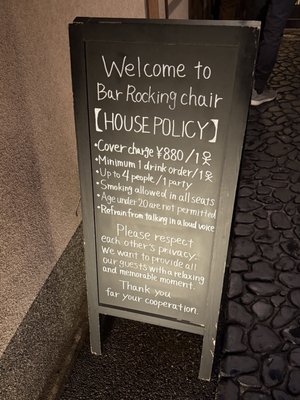 Welcome to
Bar Rocking chair
【HOUSE POLICY】
• Cover charge ¥880/1
• Minimum 1 drink order/1
• Up to 4 people/1 party
• Smoking allowed in all seats
• Age under 20 are not permitted
• Refrain from talking in a loud voice
Please respect
each other's privacy.
We want to provide all
our guests with a relaxing
and memorable moment.
Thank you
for your cooperation.